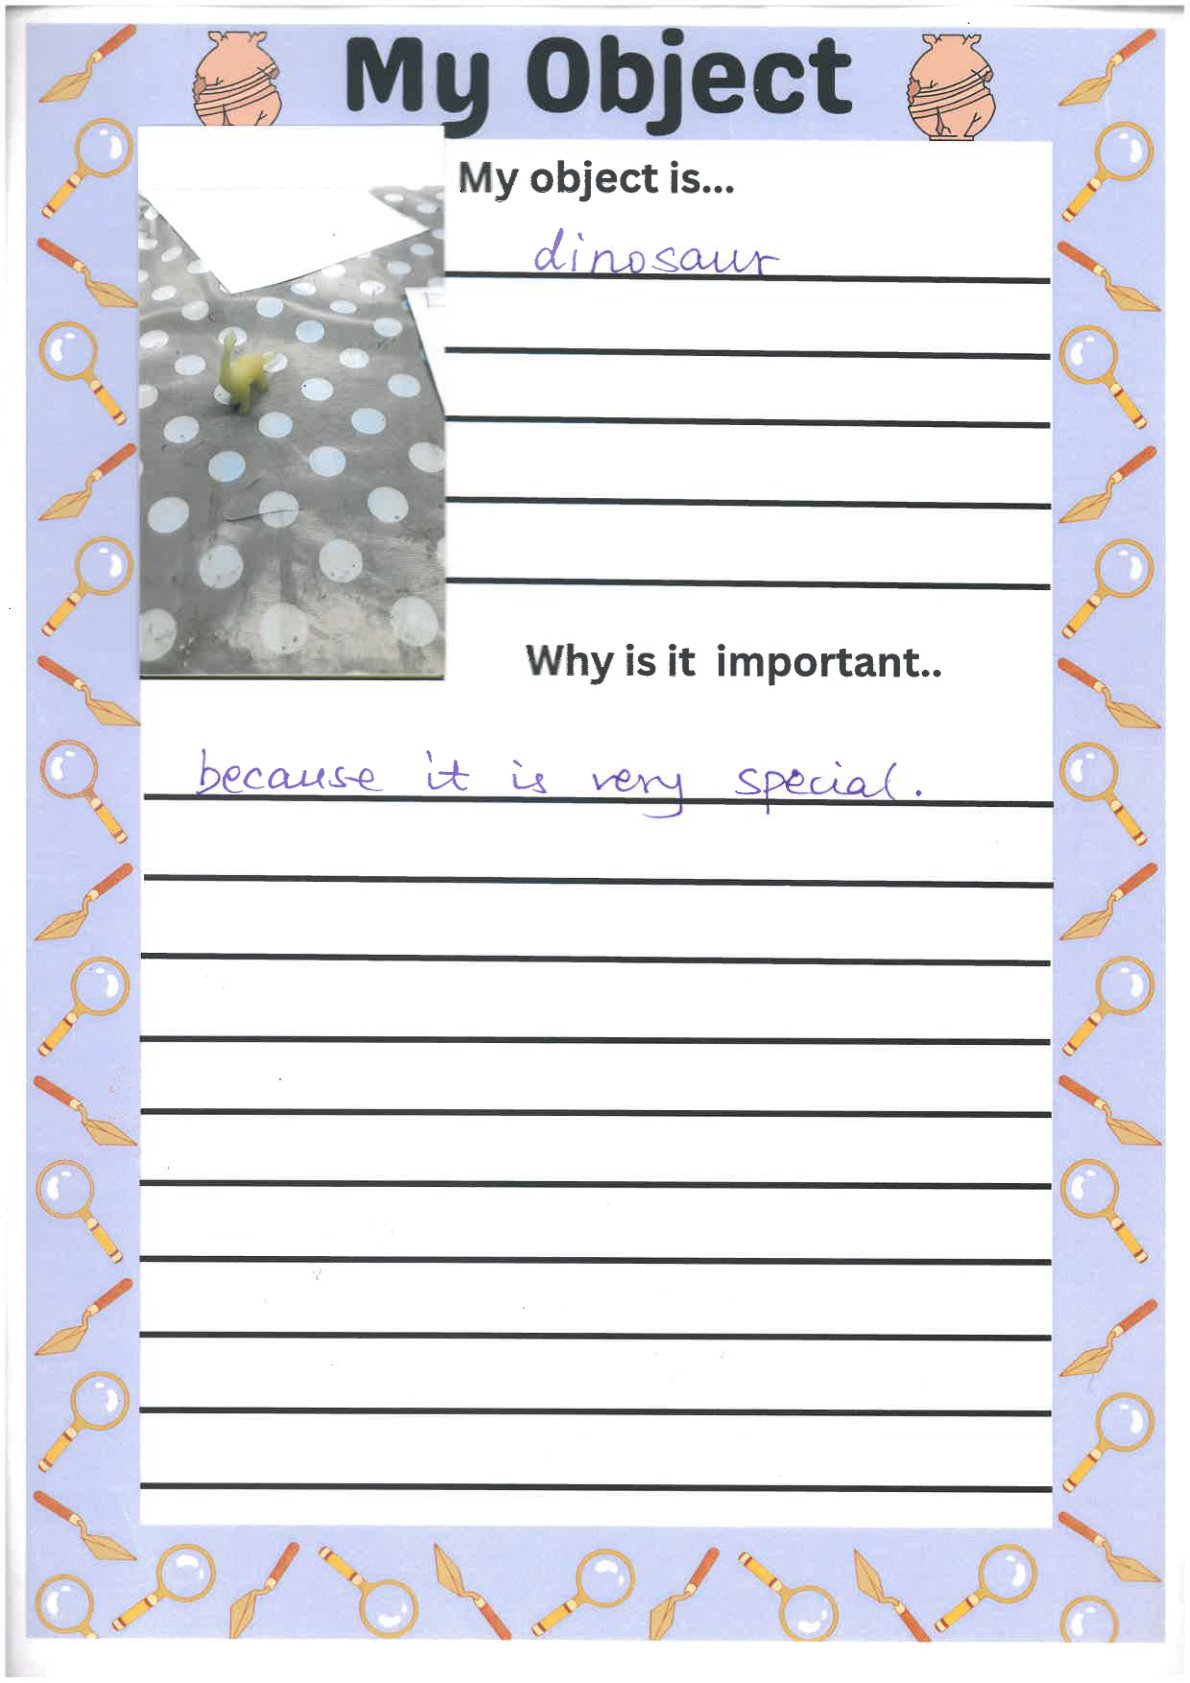 My Object
My object is...
dinosaur
Why is it important..
because it is very special.